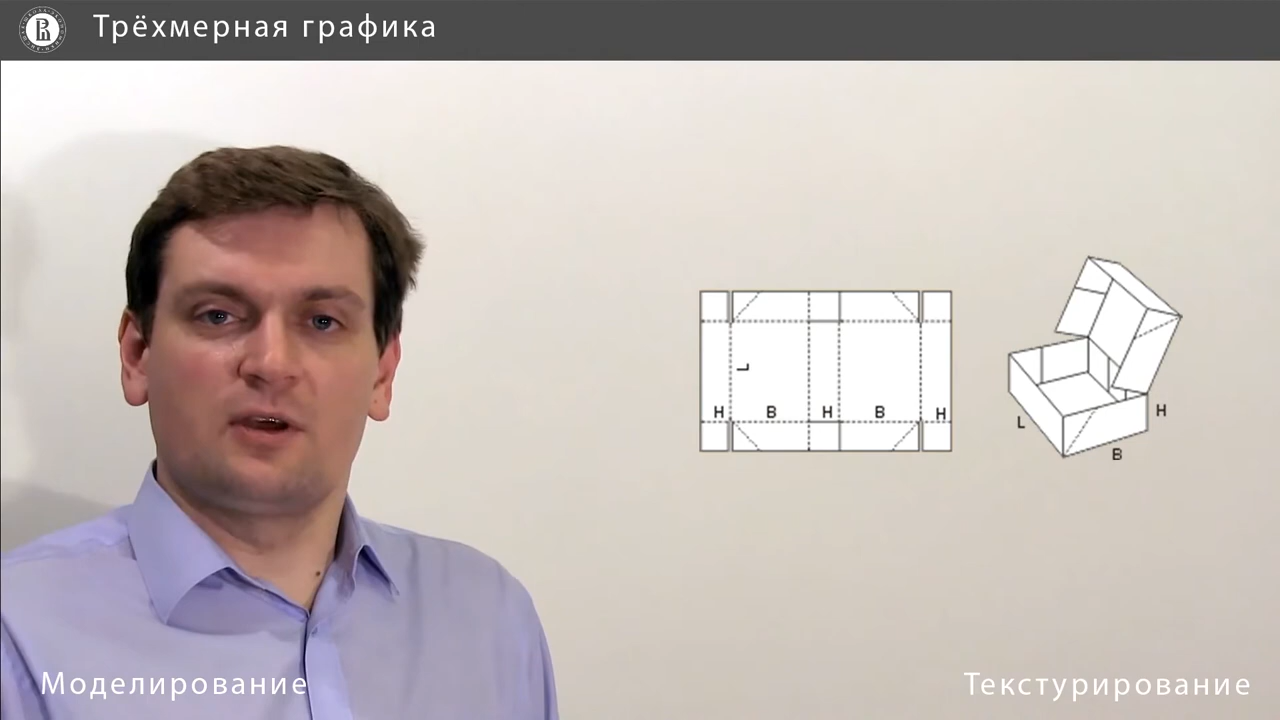 Трёхмерная графика
L
H B H B H
L
H
B
Моделирование
Текстурирование